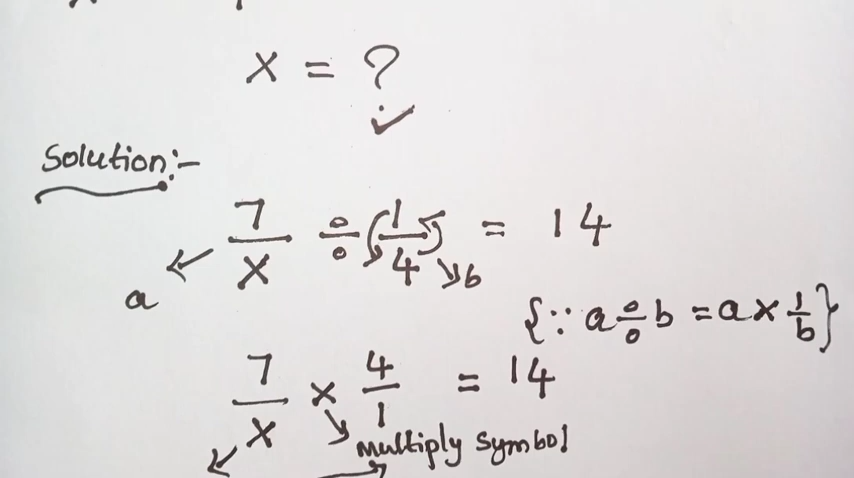 x = ?
Solution:-
7/x ÷ 1/4 = 14
a
b
{∵ a÷b = a×1/b}
7/x × 4/1 = 14
Multiply Symbol